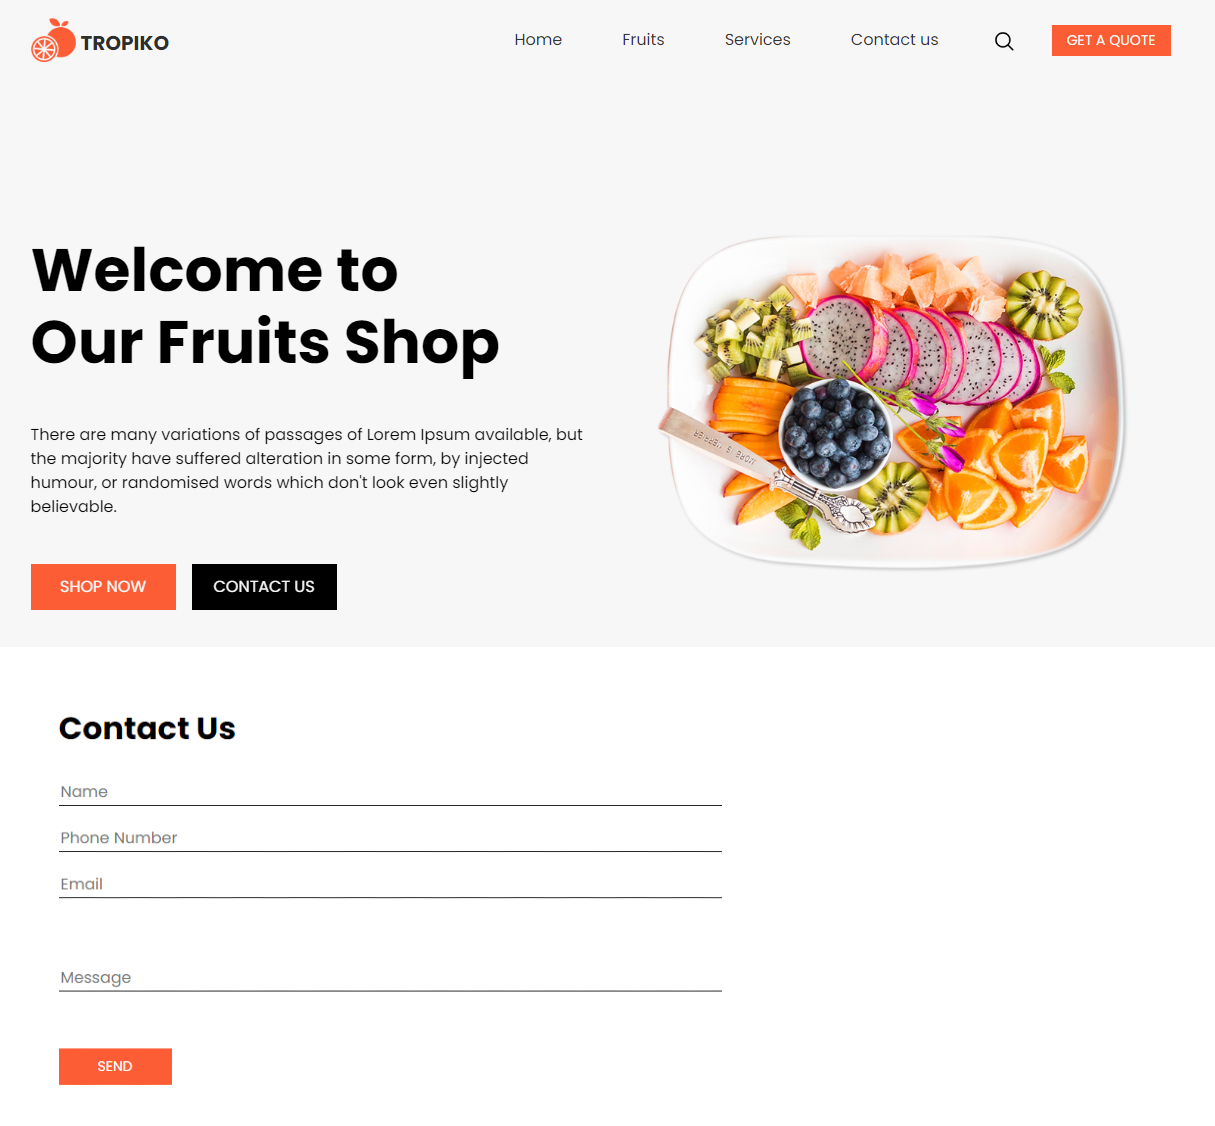 TROPIKO
Home
Fruits
Services
Contact us
GET A QUOTE
Welcome to
Our Fruits Shop
There are many variations of passages of Lorem Ipsum available, but
the majority have suffered alteration in some form, by injected
humour, or randomised words which don't look even slightly
believable.
SHOP NOW
CONTACT US
Contact Us
Name
Phone Number
Email
Message
SEND